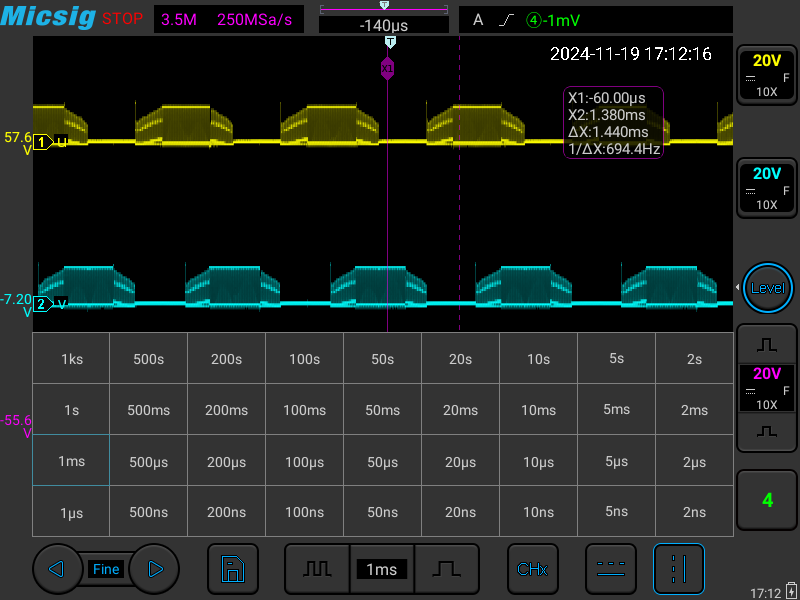 Micsig STOP 3.5M 250MSa/s T -140µs A 4 -1mV
T
2024-11-19 17:12:16
X1
X1:-60.00µs
X2:1.380ms
ΔX:1.440ms
1/ΔX:694.4Hz
57.6
V
1 U
-7.20
V
2 V
-55.6
V
20V
F
10X
20V
F
10X
Level
20V
F
10X
4
1ks 500s 200s 100s 50s 20s 10s 5s 2s
1s 500ms 200ms 100ms 50ms 20ms 10ms 5ms 2ms
1ms 500µs 200µs 100µs 50µs 20µs 10µs 5µs 2µs
1µs 500ns 200ns 100ns 50ns 20ns 10ns 5ns 2ns
Fine 1ms CHx
17:12